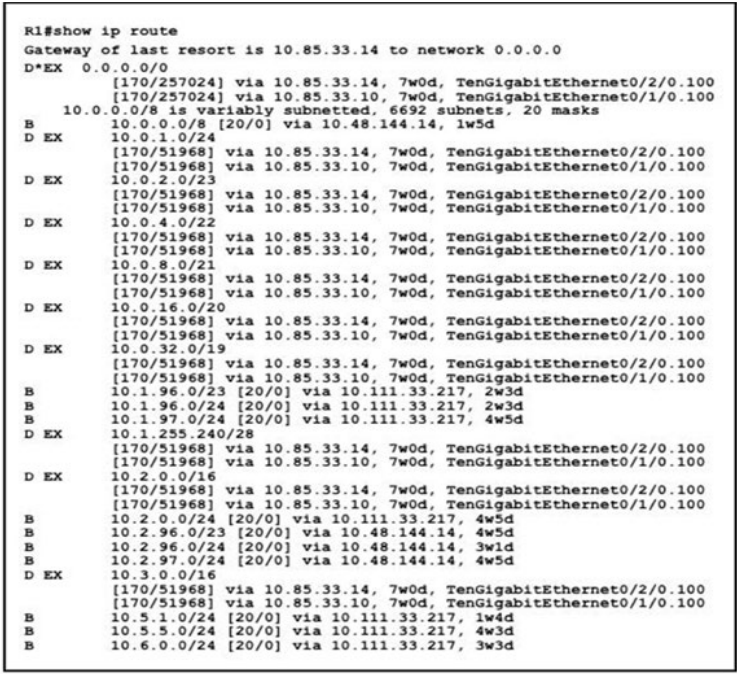 R1#show ip route
Gateway of last resort is 10.85.33.14 to network 0.0.0.0
D*EX 0.0.0.0/0
[170/257024] via 10.85.33.14, 7w0d, TenGigabitEthernet0/2/0.100
[170/257024] via 10.85.33.10, 7w0d, TenGigabitEthernet0/1/0.100
10.0.0.0/8 is variably subnetted, 6692 subnets, 20 masks
B 10.0.0.0/8 [20/0] via 10.48.144.14, 1w5d
D EX 10.0.1.0/24
[170/51968] via 10.85.33.14, 7w0d, TenGigabitEthernet0/2/0.100
[170/51968] via 10.85.33.10, 7w0d, TenGigabitEthernet0/1/0.100
D EX 10.0.2.0/23
[170/51968] via 10.85.33.14, 7w0d, TenGigabitEthernet0/2/0.100
[170/51968] via 10.85.33.10, 7w0d, TenGigabitEthernet0/1/0.100
D EX 10.0.4.0/22
[170/51968] via 10.85.33.14, 7w0d, TenGigabitEthernet0/2/0.100
[170/51968] via 10.85.33.10, 7w0d, TenGigabitEthernet0/1/0.100
D EX 10.0.8.0/21
[170/51968] via 10.85.33.14, 7w0d, TenGigabitEthernet0/2/0.100
[170/51968] via 10.85.33.10, 7w0d, TenGigabitEthernet0/1/0.100
D EX 10.0.16.0/20
[170/51968] via 10.85.33.14, 7w0d, TenGigabitEthernet0/2/0.100
[170/51968] via 10.85.33.10, 7w0d, TenGigabitEthernet0/1/0.100
D EX 10.0.32.0/19
[170/51968] via 10.85.33.14, 7w0d, TenGigabitEthernet0/2/0.100
[170/51968] via 10.85.33.10, 7w0d, TenGigabitEthernet0/1/0.100
B 10.1.96.0/23 [20/0] via 10.111.33.217, 2w3d
B 10.1.96.0/24 [20/0] via 10.111.33.217, 2w3d
B 10.1.97.0/24 [20/0] via 10.111.33.217, 4w5d
D EX 10.1.255.240/28
[170/51968] via 10.85.33.14, 7w0d, TenGigabitEthernet0/2/0.100
[170/51968] via 10.85.33.10, 7w0d, TenGigabitEthernet0/1/0.100
D EX 10.2.0.0/16
[170/51968] via 10.85.33.14, 7w0d, TenGigabitEthernet0/2/0.100
[170/51968] via 10.85.33.10, 7w0d, TenGigabitEthernet0/1/0.100
B 10.2.0.0/24 [20/0] via 10.111.33.217, 4w5d
B 10.2.96.0/23 [20/0] via 10.48.144.14, 4w5d
B 10.2.96.0/24 [20/0] via 10.48.144.14, 3w1d
B 10.2.97.0/24 [20/0] via 10.48.144.14, 4w5d
D EX 10.3.0.0/16
[170/51968] via 10.85.33.14, 7w0d, TenGigabitEthernet0/2/0.100
[170/51968] via 10.85.33.10, 7w0d, TenGigabitEthernet0/1/0.100
B 10.5.1.0/24 [20/0] via 10.111.33.217, 1w4d
B 10.5.5.0/24 [20/0] via 10.111.33.217, 4w3d
B 10.6.0.0/24 [20/0] via 10.111.33.217, 3w3d